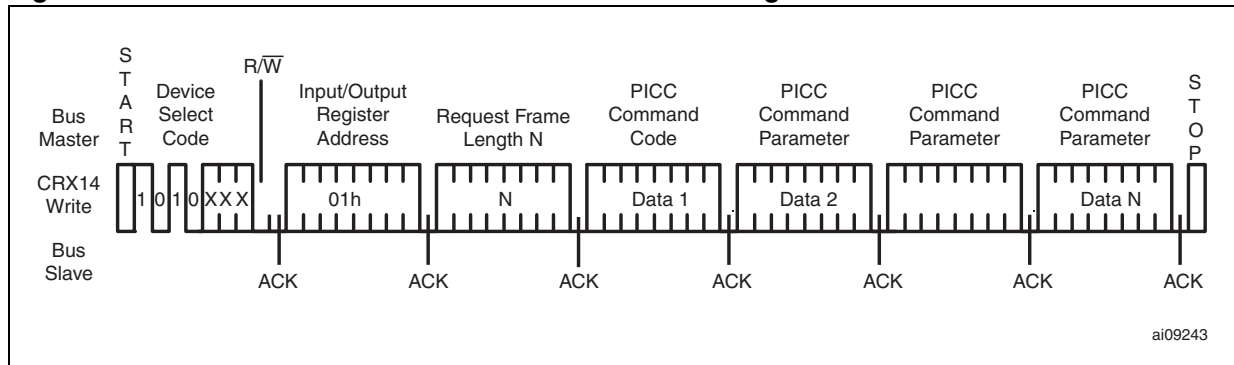 START
Device
Select
Code
R/W
Input/Output
Register
Address
Request Frame
Length N
PICC
Command
Code
PICC
Command
Parameter
PICC
Command
Parameter
PICC
Command
Parameter
STOP
Bus
Master
CRX14
Write
1 0 1 0 X X X
01h
N
Data 1
Data 2
Data N
Bus
Slave
ACK
ACK
ACK
ACK
ACK
ACK
ACK
ai09243